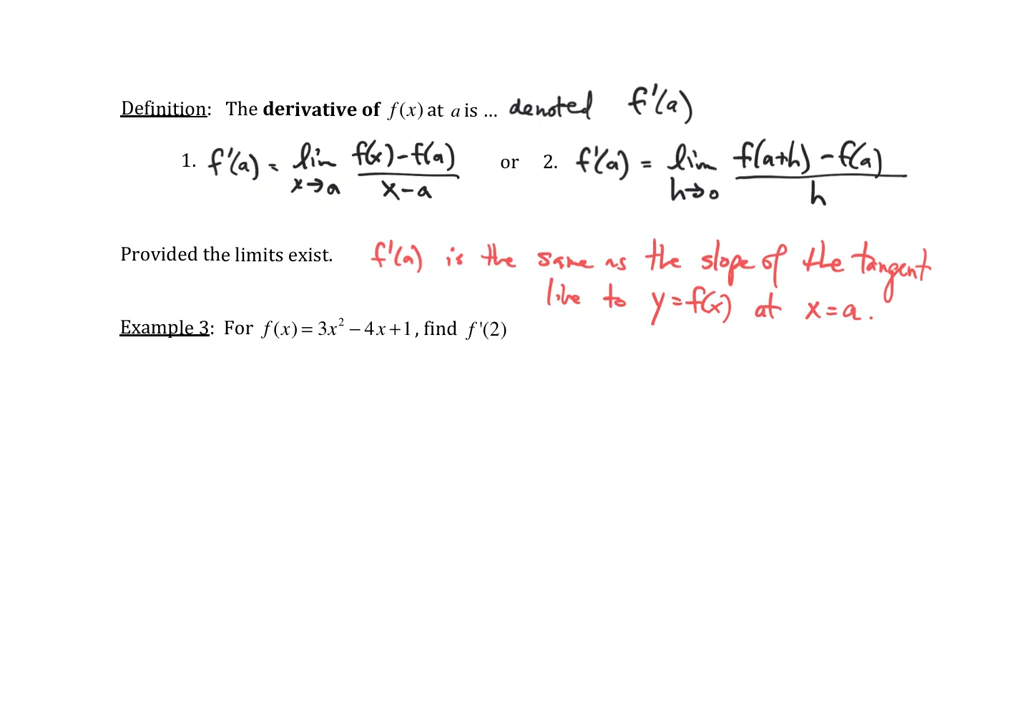 Definition: The derivative of f(x) at a is ... denoted f'(a)
1. f'(a) = lim x→a (f(x) - f(a))/(x - a) or 2. f'(a) = lim h→0 (f(a+h) - f(a))/h
Provided the limits exist. f'(a) is the same as the slope of the tangent
line to y = f(x) at x = a.
Example 3: For f(x) = 3x² − 4x + 1, find f'(2)